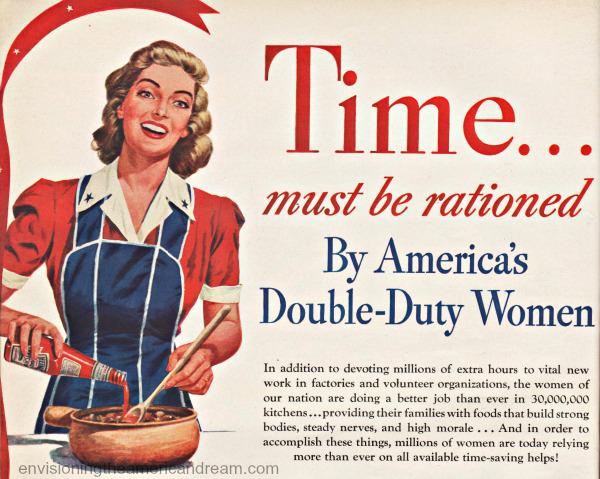 Time...
must be rationed
By America's
Double-Duty Women
In addition to devoting millions of extra hours to vital new
work in factories and volunteer organizations, the women of
our nation are doing a better job than ever in 30,000,000
kitchens...providing their families with foods that build strong
bodies, steady nerves, and high morale ... And in order to
accomplish these things, millions of women are today relying
more than ever on all available time-saving helps!
envisioningtheamericandream.com